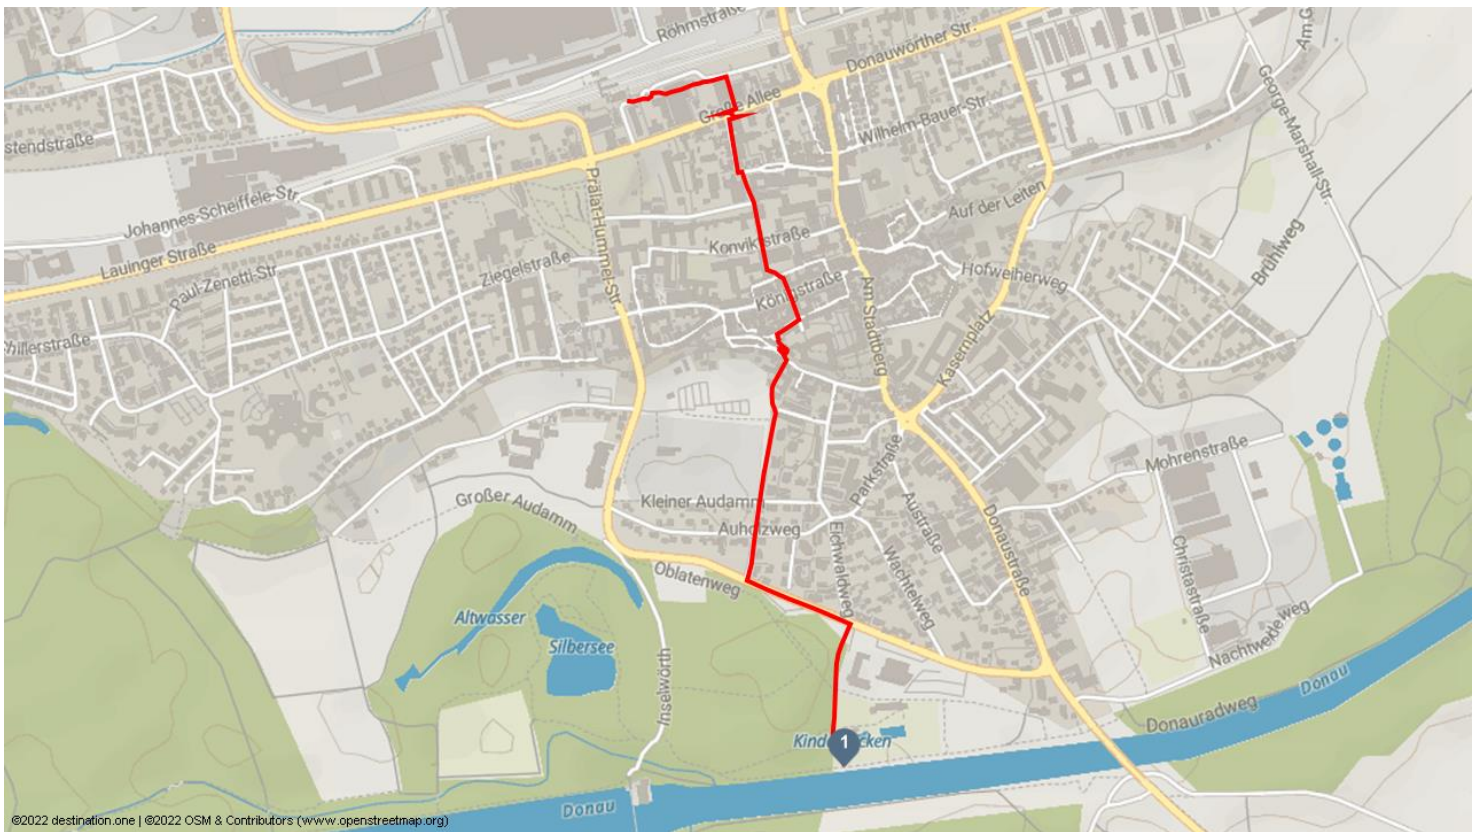 Röhmstraße
Donauwörther Str.
Am G
Große Allee
George-Marshall-Str.
Wilhelm-Bauer-Str.
stendstraße
Prälat-Hummel-Str.
Johannes-Scheiffele-Str.
Auf der Leiten
Lauinger Straße
Konviktstraße
Brühlweg
Ziegelstraße
Paul-Zenetti-Str.
Hofweiherweg
Königstraße
Am Stadtberg
Schillerstraße
Kasernplatz
Mohrenstraße
Parkstraße
Großer Audamm
Kleiner Audamm
Auholzweg
Austraße
Donaustraße
Eichwaldweg
Wachtelweg
Christastraße
Oblatenweg
Altwasser
Silbersee
Nachtweideweg
Inselwörth
Donau
Donauradweg
Kind
1
cken
Donau
©2022 destination.one | ©2022 OSM & Contributors (www.openstreetmap.org)